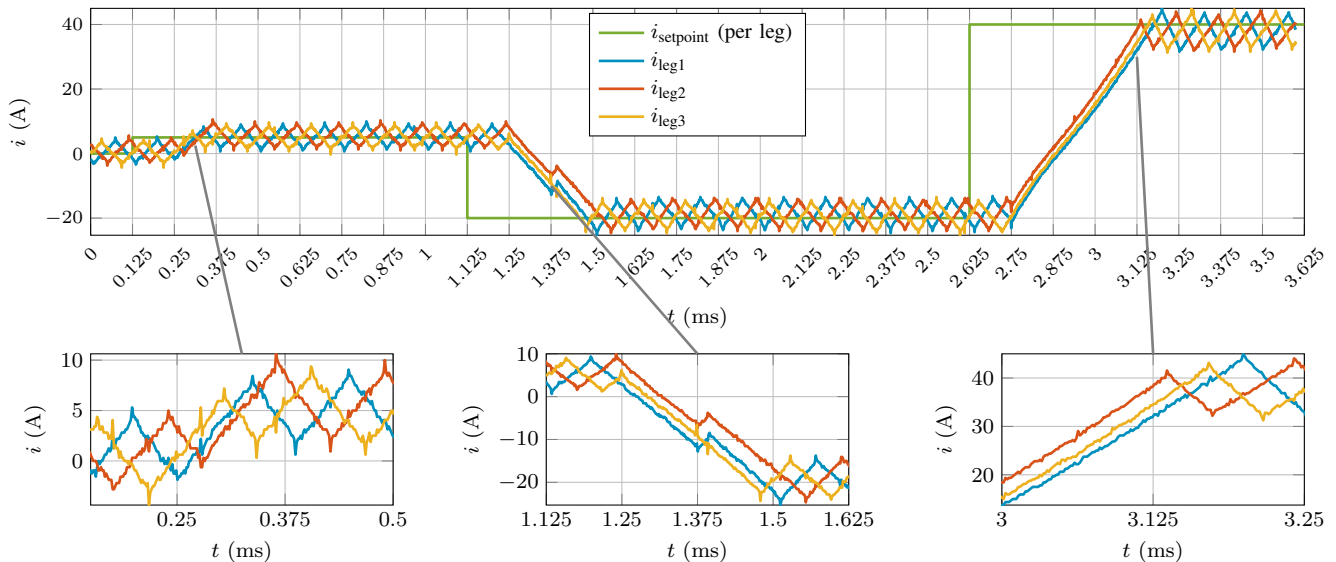 40
20
0
−20
i (A)
i_setpoint (per leg)
i_leg1
i_leg2
i_leg3
0 0.125 0.25 0.375 0.5 0.625 0.75 0.875 1 1.125 1.25 1.375 1.5 1.625 1.75 1.875 2 2.125 2.25 2.375 2.5 2.625 2.75 2.875 3 3.125 3.25 3.375 3.5 3.625
t (ms)
10
5
0
i (A)
0.25 0.375 0.5
t (ms)
10
0
−10
−20
i (A)
1.125 1.25 1.375 1.5 1.625
t (ms)
40
30
20
i (A)
3 3.125 3.25
t (ms)